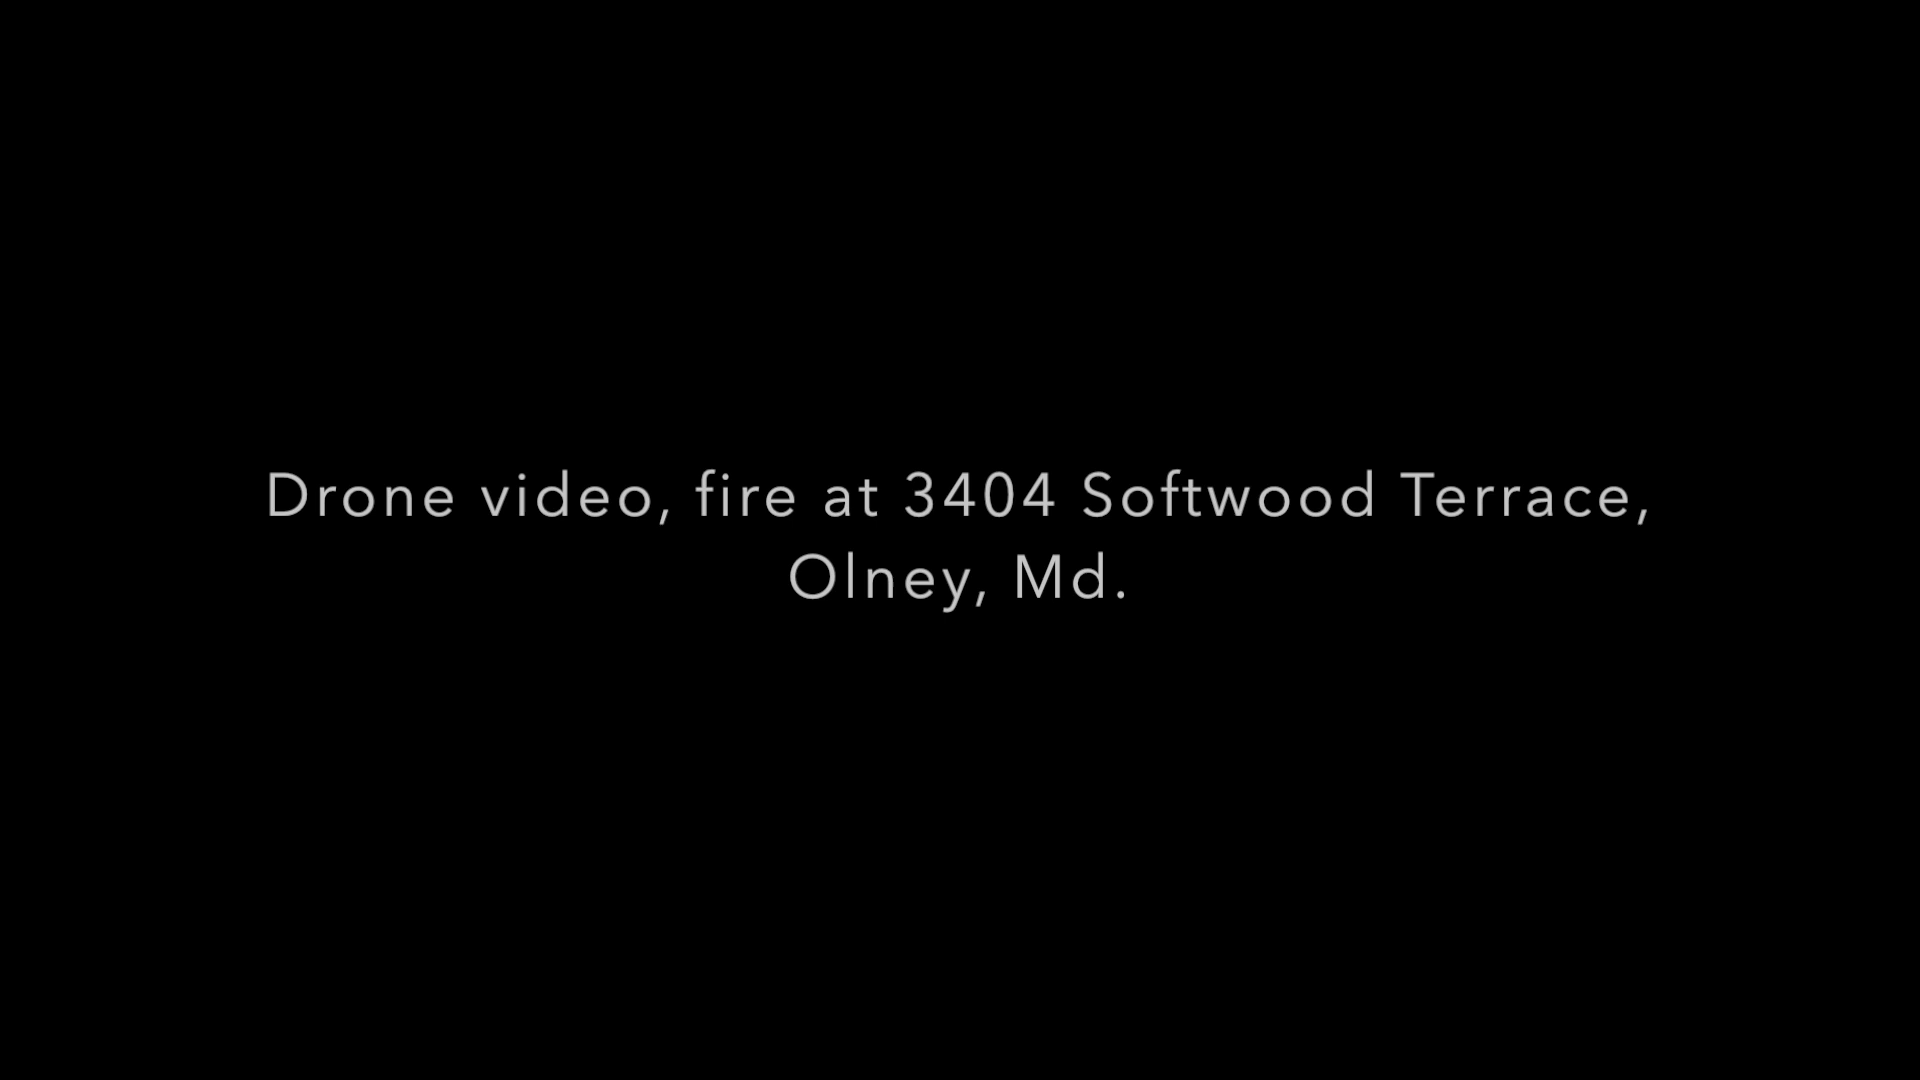 Drone video, fire at 3404 Softwood Terrace,
Olney, Md.